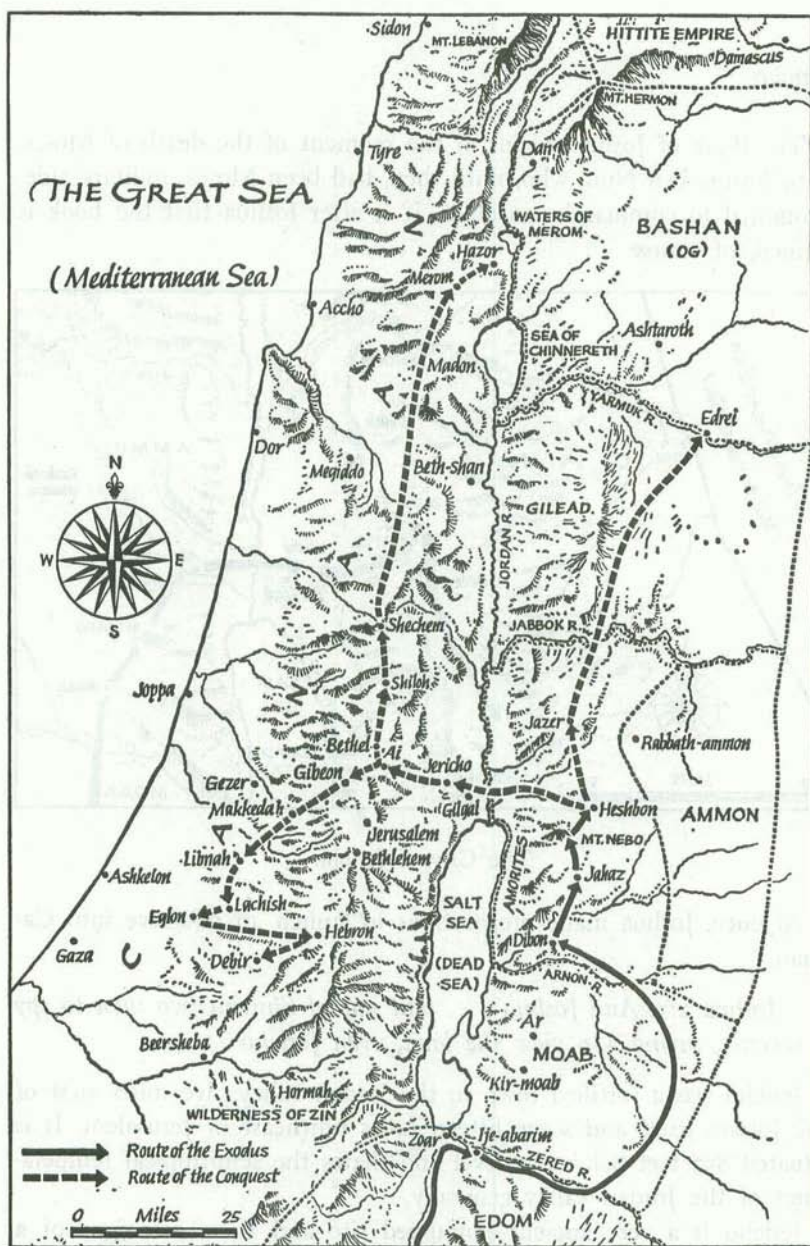 Sidon
MT. LEBANON
HITTITE EMPIRE
Damascus
MT. HERMON
Tyre
Dan
THE GREAT SEA
(Mediterranean Sea)
WATERS OF
MEROM
BASHAN
(OG)
Hazor
Merom
Accho
SEA OF
CHINNERETH
Ashtaroth
Madon
YARMUK R.
Edrei
Dor
Megiddo
Beth-shan
GILEAD
JORDAN R.
N
W
E
S
Shechem
JABBOK R.
Shiloh
Joppa
Jazer
Rabbath-ammon
Bethel
Ai
Gibeon
Jericho
Gezer
Gilgal
Heshbon
Makkedah
AMMON
Jerusalem
MT. NEBO
Libnah
Bethlehem
AMORITES
Jahaz
Ashkelon
SALT
SEA
(DEAD
SEA)
Lachish
Eglon
Hebron
Dibon
Gaza
Debir
ARNON R.
CANAAN
Ar
MOAB
Beersheba
Kir-moab
Hormah
WILDERNESS OF ZIN
Zoar
Ije-abarim
ZERED R.
Route of the Exodus
Route of the Conquest
0 Miles 25
EDOM